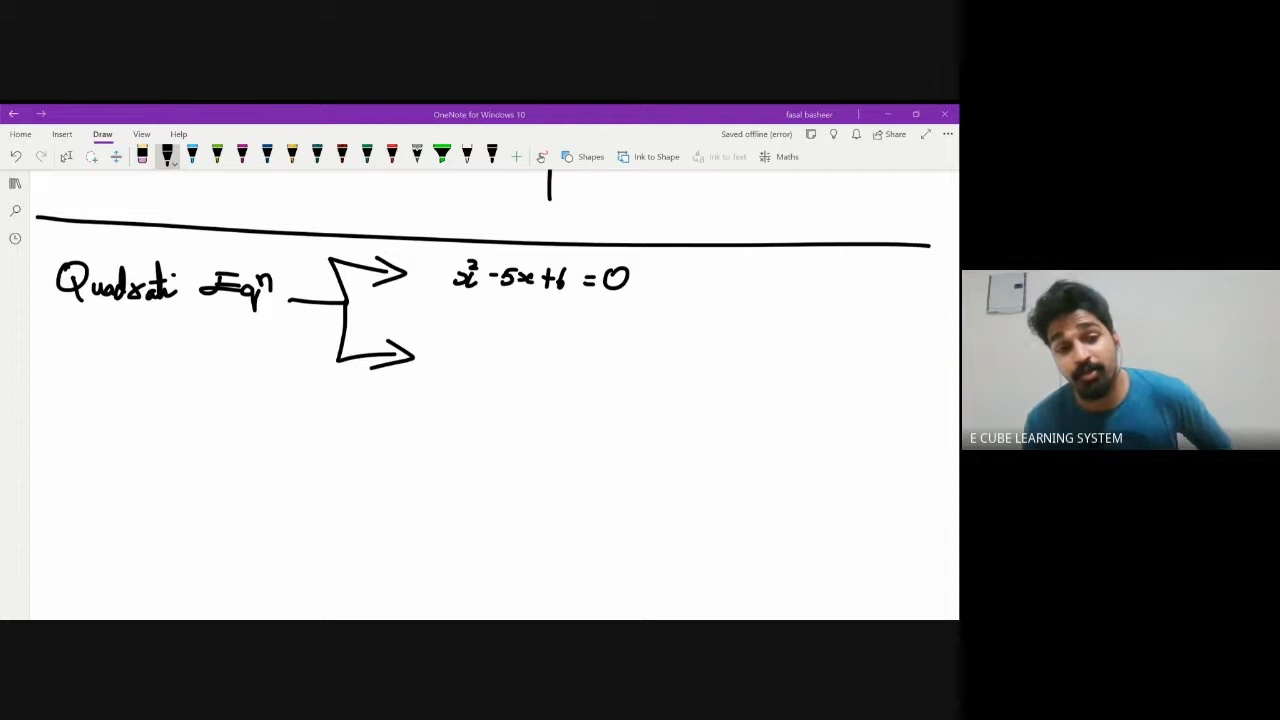 OneNote for Windows 10
fasal basheer
Home Insert Draw View Help
Saved offline (error)
Share
Shapes Ink to Shape Ink to Text Maths
Quadrati Eqⁿ
x² -5x +6 = 0
E CUBE LEARNING SYSTEM